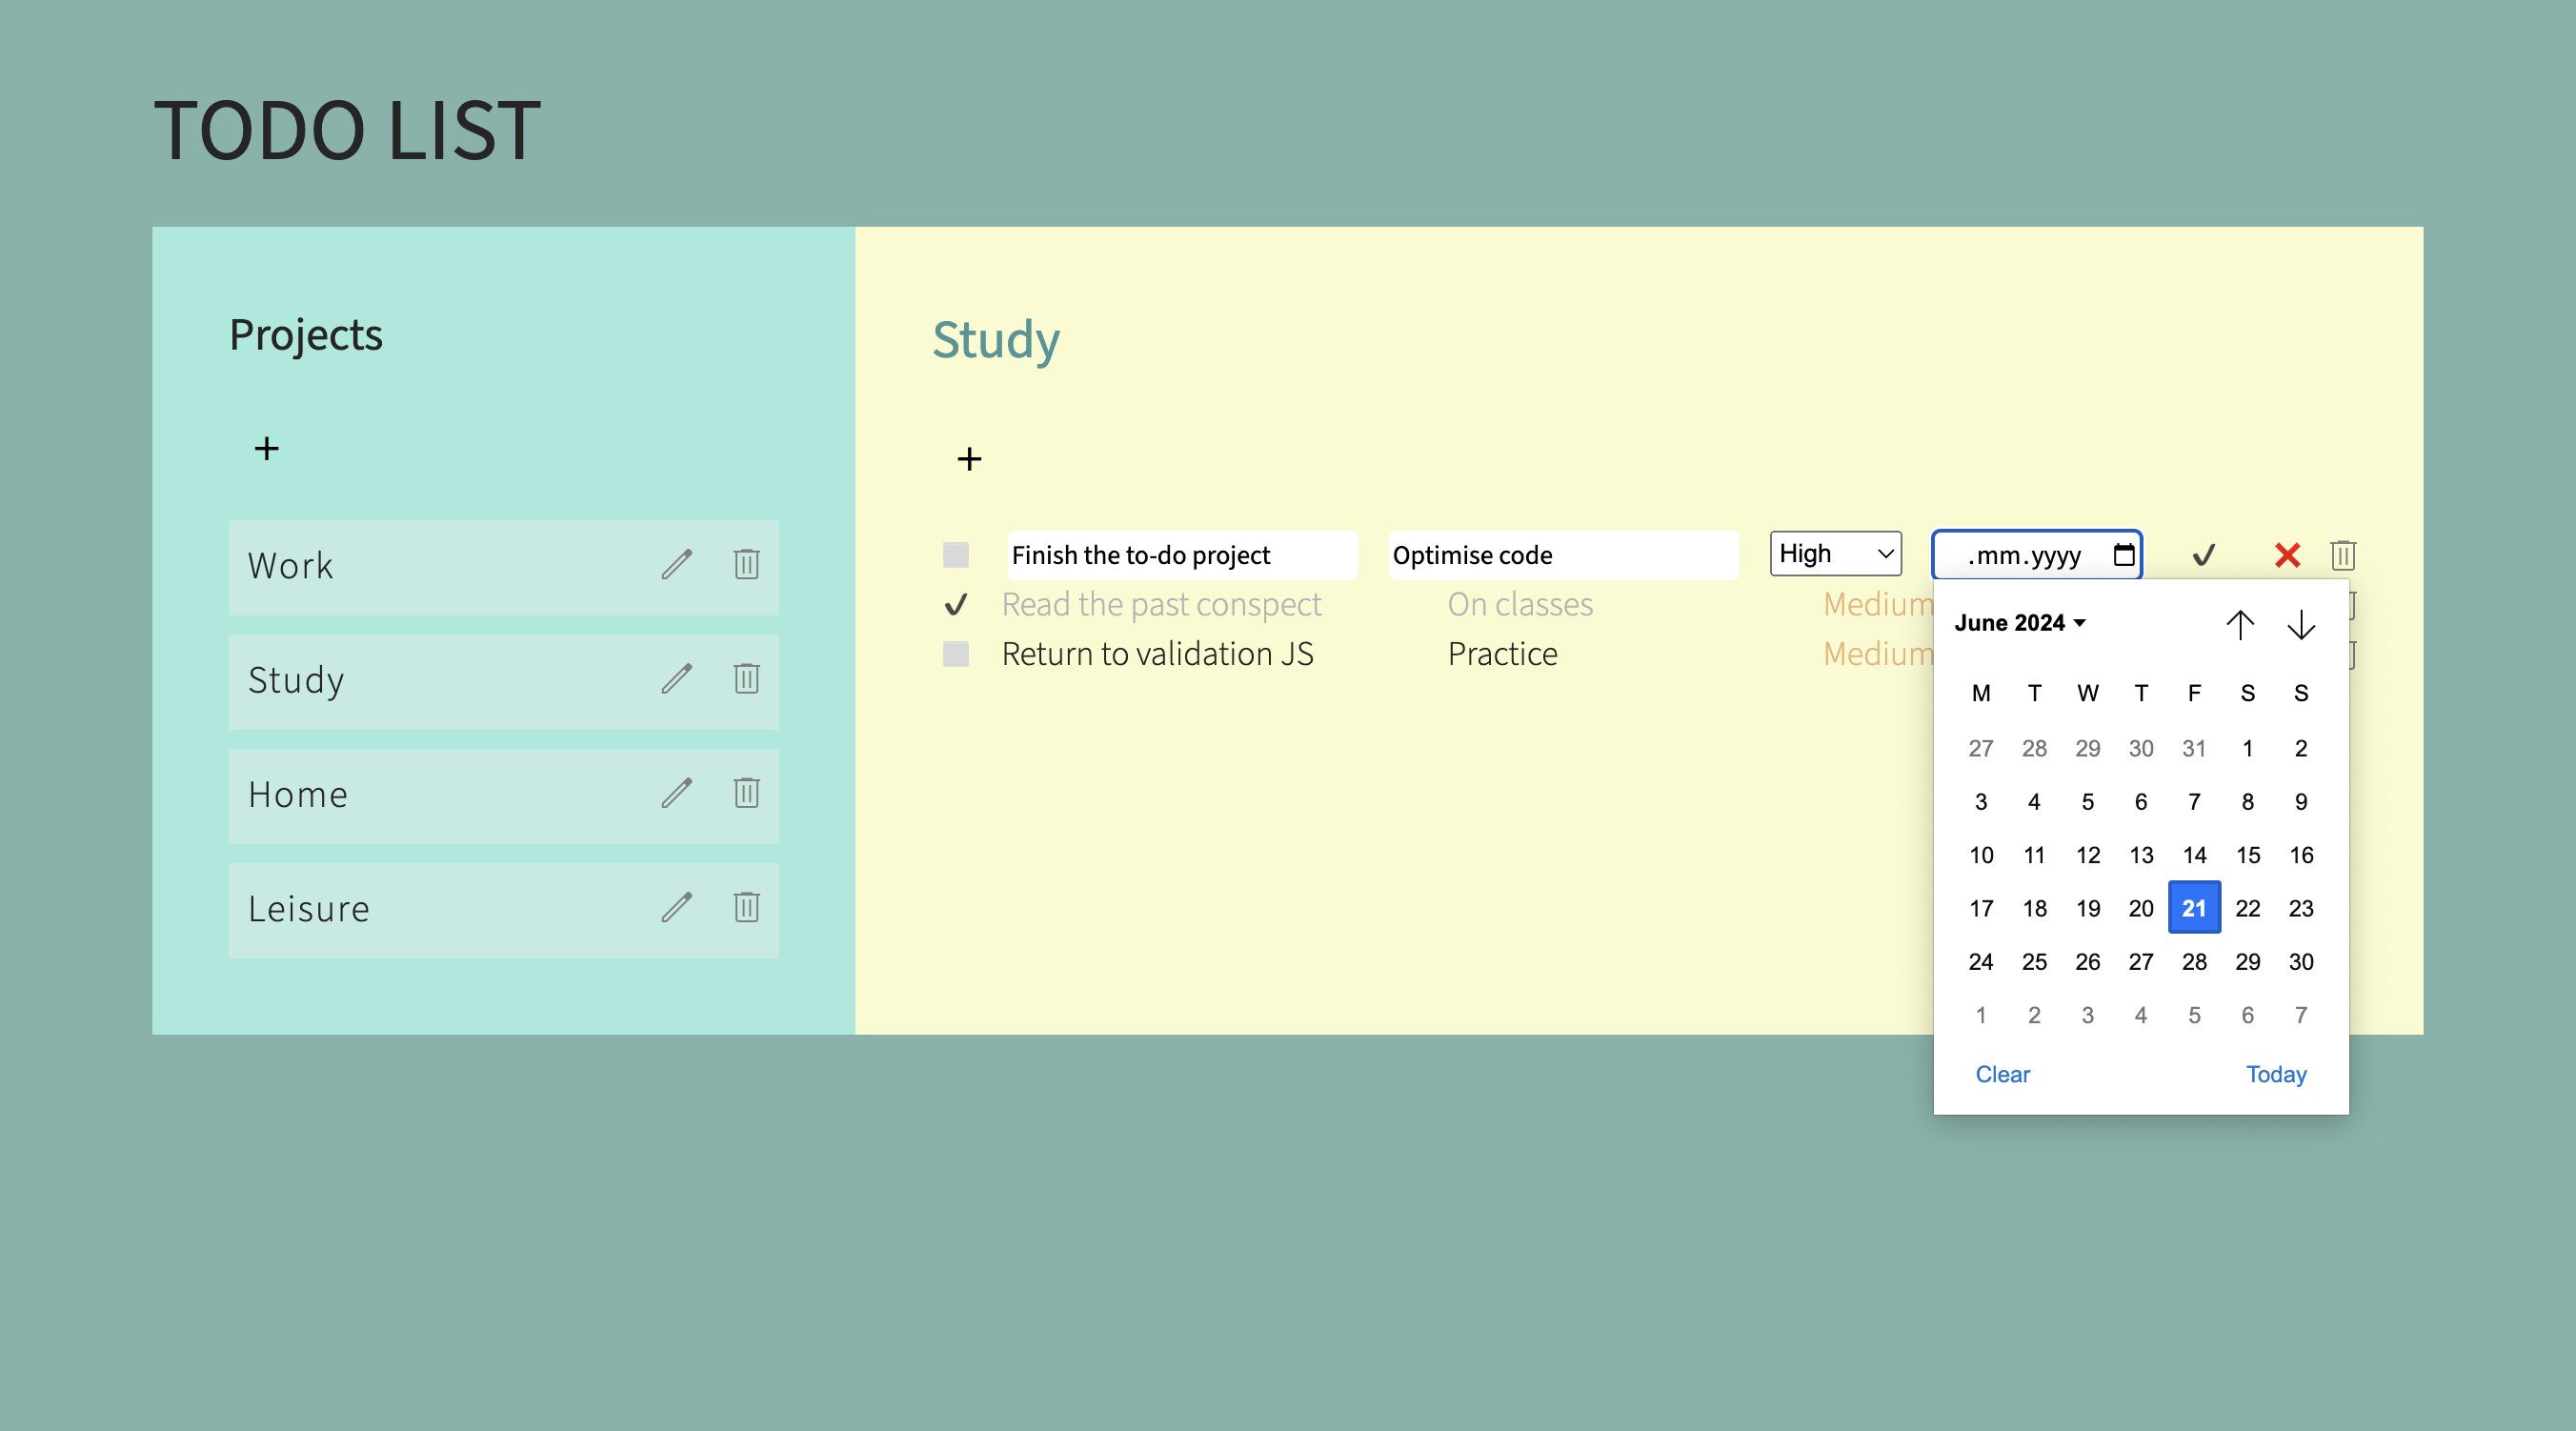 TODO LIST
Projects
+
Work
Study
Home
Leisure
Study
+
Finish the to-do project Optimise code High .mm.yyyy
Read the past conspect On classes Medium
Return to validation JS Practice Medium
June 2024
M T W T F S S
27 28 29 30 31 1 2
3 4 5 6 7 8 9
10 11 12 13 14 15 16
17 18 19 20 21 22 23
24 25 26 27 28 29 30
1 2 3 4 5 6 7
Clear Today